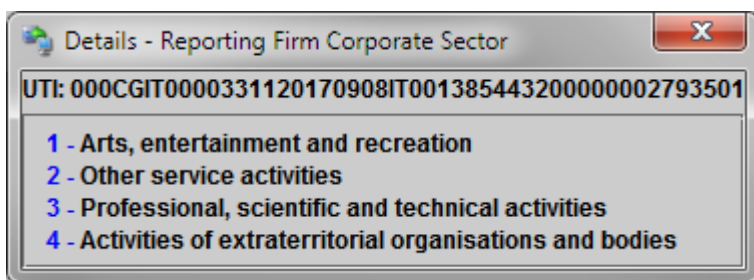 Details - Reporting Firm Corporate Sector
UTI: 000CGIT0000331120170908IT001385443200000002793501
1 - Arts, entertainment and recreation
2 - Other service activities
3 - Professional, scientific and technical activities
4 - Activities of extraterritorial organisations and bodies